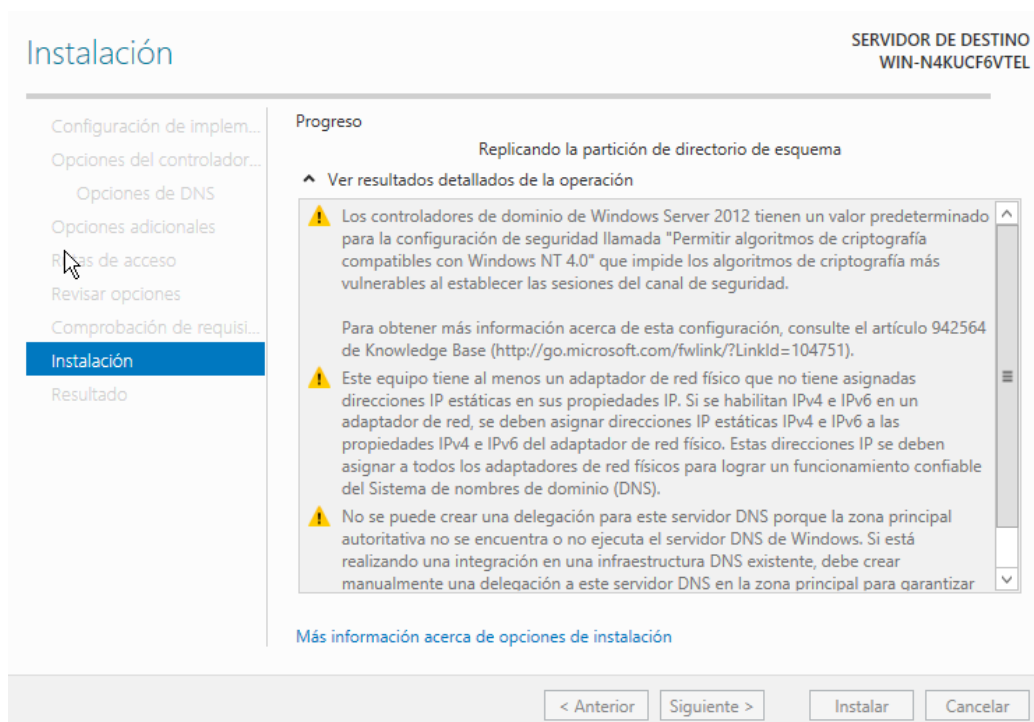 Instalación
SERVIDOR DE DESTINO
WIN-N4KUCF6VTEL
Configuración de implem...
Opciones del controlador...
Opciones de DNS
Opciones adicionales
Rutas de acceso
Revisar opciones
Comprobación de requisi...
Instalación
Resultado
Progreso
Replicando la partición de directorio de esquema
Ver resultados detallados de la operación
Los controladores de dominio de Windows Server 2012 tienen un valor predeterminado
para la configuración de seguridad llamada "Permitir algoritmos de criptografía
compatibles con Windows NT 4.0" que impide los algoritmos de criptografía más
vulnerables al establecer las sesiones del canal de seguridad.
Para obtener más información acerca de esta configuración, consulte el artículo 942564
de Knowledge Base (http://go.microsoft.com/fwlink/?LinkId=104751).
Este equipo tiene al menos un adaptador de red físico que no tiene asignadas
direcciones IP estáticas en sus propiedades IP. Si se habilitan IPv4 e IPv6 en un
adaptador de red, se deben asignar direcciones IP estáticas IPv4 e IPv6 a las
propiedades IPv4 e IPv6 del adaptador de red físico. Estas direcciones IP se deben
asignar a todos los adaptadores de red físicos para lograr un funcionamiento confiable
del Sistema de nombres de dominio (DNS).
No se puede crear una delegación para este servidor DNS porque la zona principal
autoritativa no se encuentra o no ejecuta el servidor DNS de Windows. Si está
realizando una integración en una infraestructura DNS existente, debe crear
manualmente una delegación a este servidor DNS en la zona principal para garantizar
Más información acerca de opciones de instalación
< Anterior
Siguiente >
Instalar
Cancelar